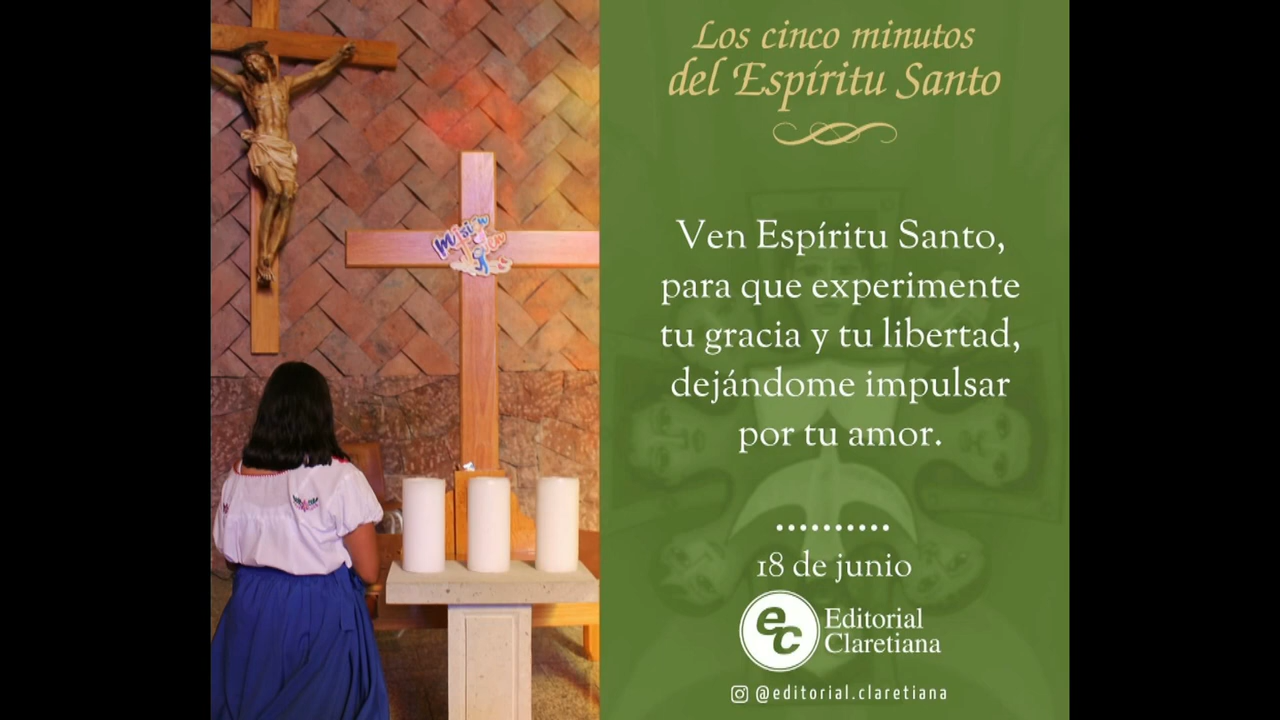 Los cinco minutos
del Espíritu Santo
Ven Espíritu Santo,
para que experimente
tu gracia y tu libertad,
dejándome impulsar
por tu amor.
18 de junio
ec
Editorial
Claretiana
@editorial.claretiana
Misión